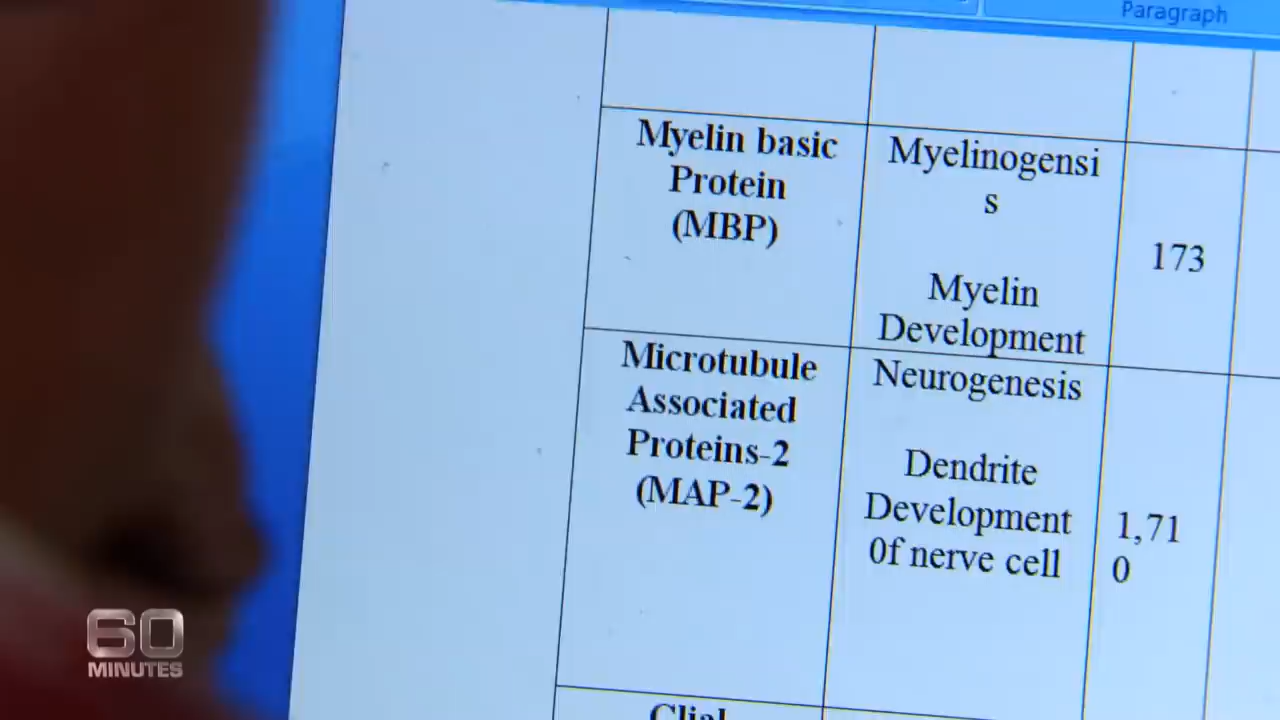 Paragraph
Myelin basic
Protein
(MBP)
Myelinogensi
s
Myelin
Development
173
Microtubule
Associated
Proteins-2
(MAP-2)
Neurogenesis
Dendrite
Development
0f nerve cell
1,71
0
60
MINUTES